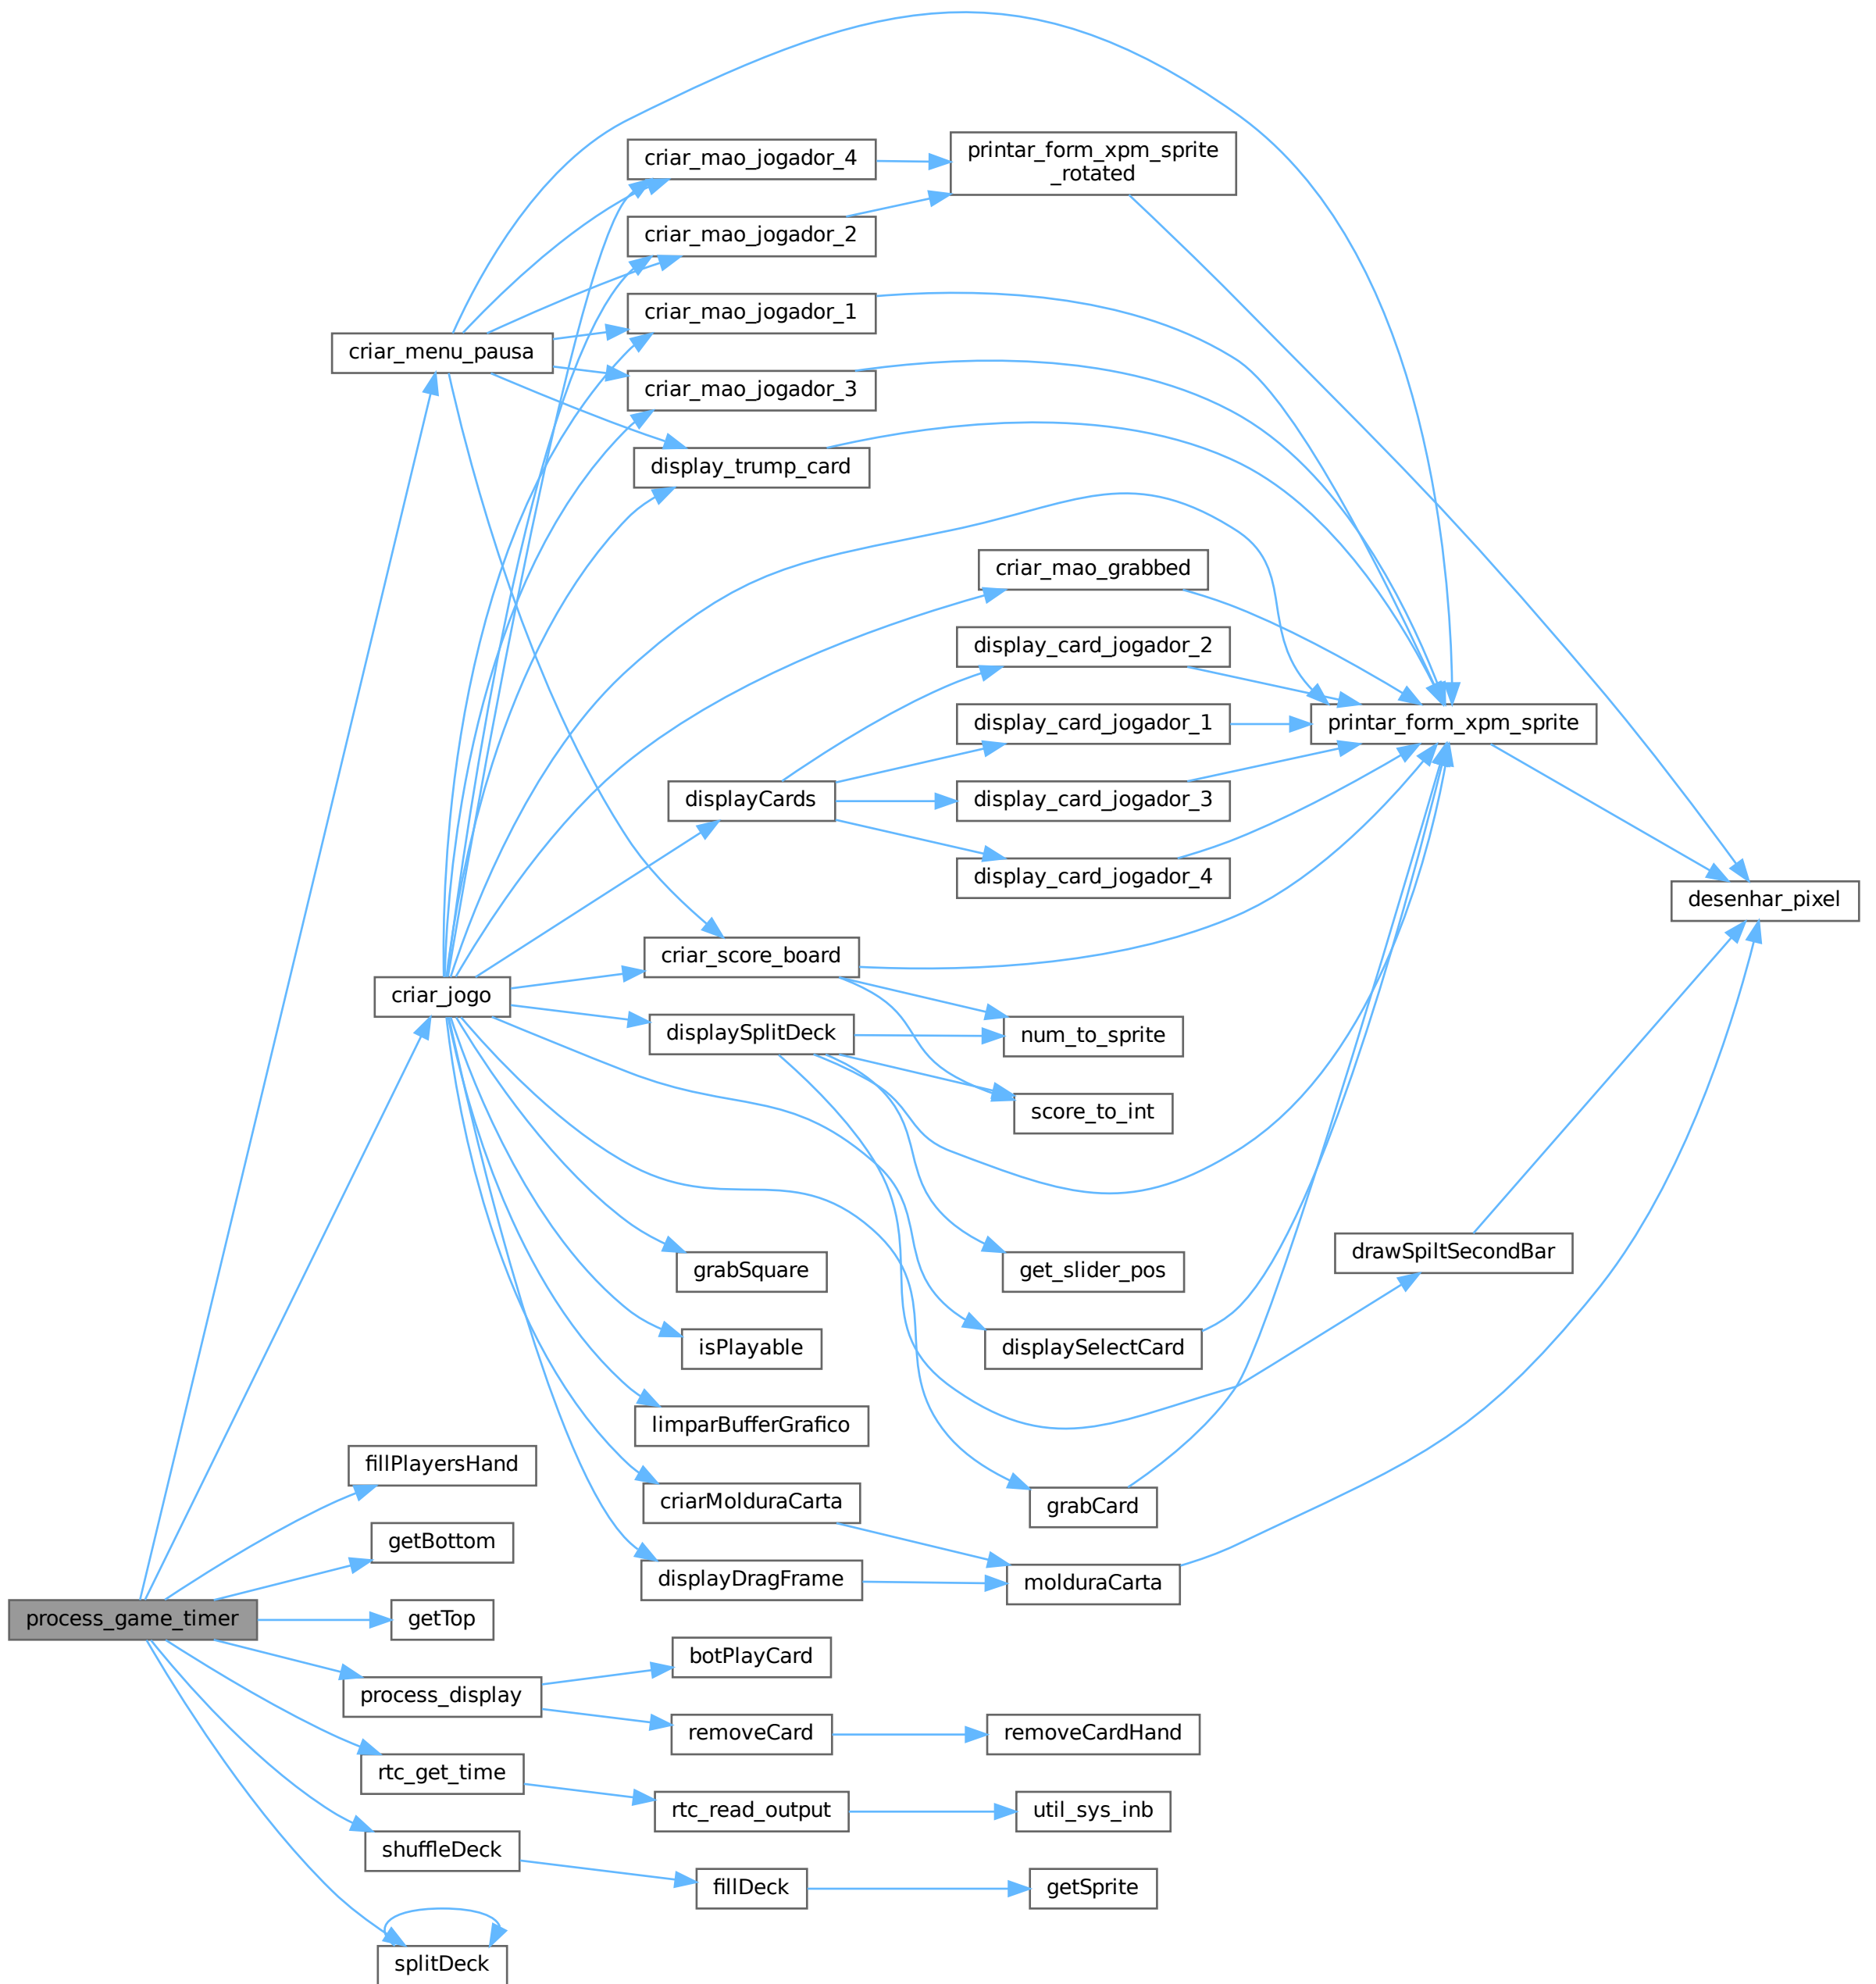 criar_mao_jogador_4
printar_form_xpm_sprite
_rotated
criar_mao_jogador_2
criar_mao_jogador_1
criar_menu_pausa
criar_mao_jogador_3
display_trump_card
criar_mao_grabbed
display_card_jogador_2
display_card_jogador_1
printar_form_xpm_sprite
displayCards
display_card_jogador_3
display_card_jogador_4
desenhar_pixel
criar_score_board
criar_jogo
displaySplitDeck
num_to_sprite
score_to_int
grabSquare
get_slider_pos
drawSpiltSecondBar
isPlayable
displaySelectCard
limparBufferGrafico
fillPlayersHand
criarMolduraCarta
grabCard
getBottom
displayDragFrame
molduraCarta
process_game_timer
getTop
botPlayCard
process_display
removeCard
removeCardHand
rtc_get_time
rtc_read_output
util_sys_inb
shuffleDeck
fillDeck
getSprite
splitDeck